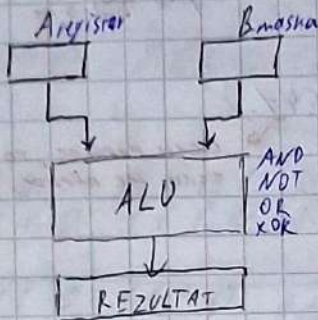 A register
B maska
ALU
AND
NOT
OR
XOR
REZULTAT